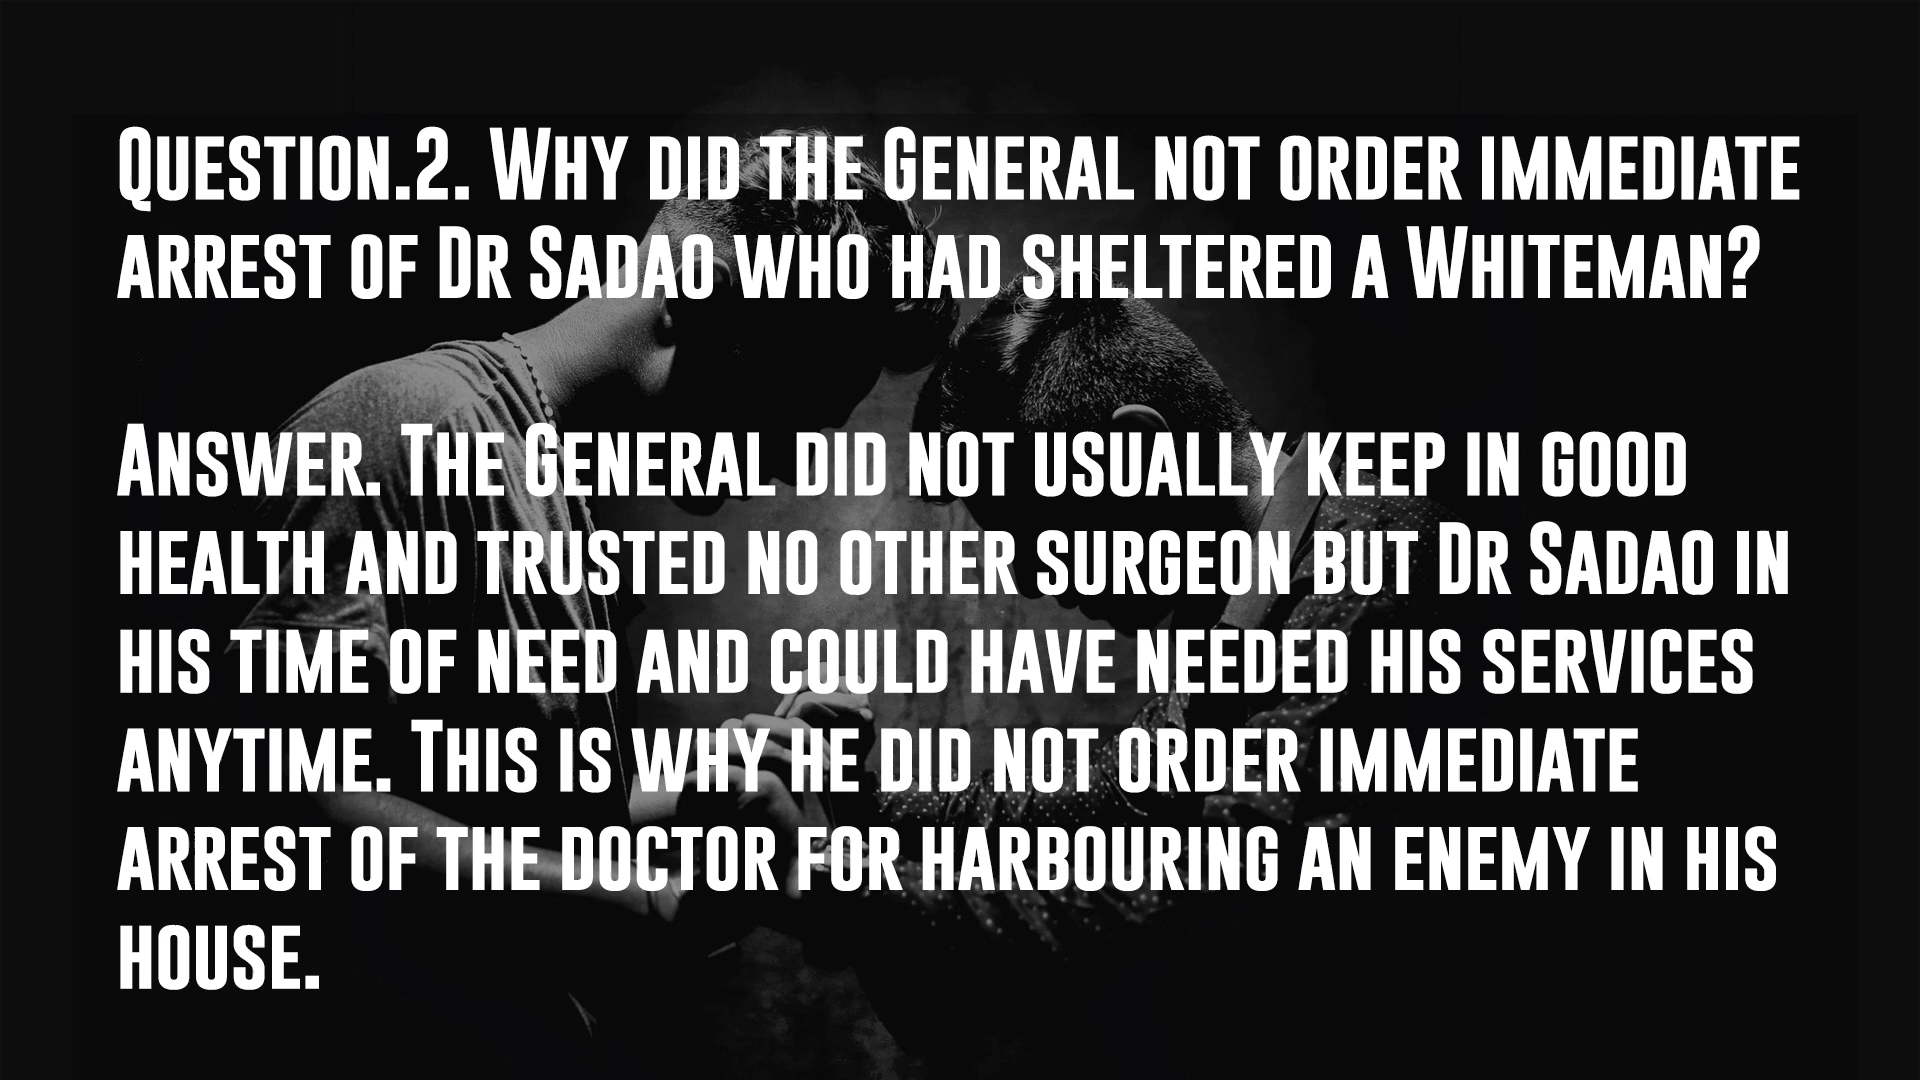 Question.2. Why did the General not order immediate
arrest of Dr Sadao who had sheltered a Whiteman?
Answer. The General did not usually keep in good
health and trusted no other surgeon but Dr Sadao in
his time of need and could have needed his services
anytime. This is why he did not order immediate
arrest of the doctor for harbouring an enemy in his
house.